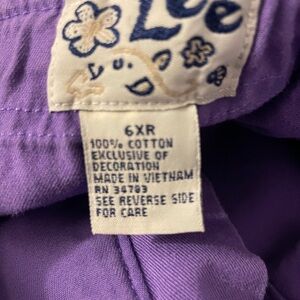 Lee
6XR
100% COTTON
EXCLUSIVE OF
DECORATION
MADE IN VIETNAM
RN 34783
SEE REVERSE SIDE
FOR CARE